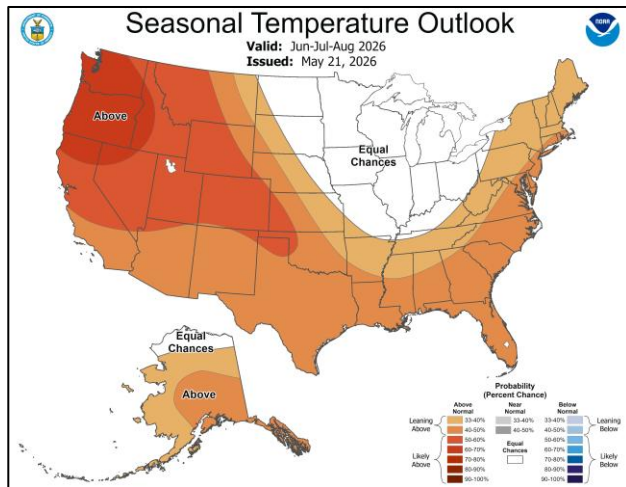 Seasonal Temperature Outlook
NOAA
Valid: Jun-Jul-Aug 2026
Issued: May 21, 2026
Above
Equal
Chances
Equal
Chances
Above
Probability
(Percent Chance)
Above
Normal
Near
Normal
Below
Normal
Leaning
Above
33-40%
40-50%
33-40%
40-50%
33-40%
40-50%
Leaning
Below
Likely
Above
50-60%
60-70%
70-80%
80-90%
90-100%
Equal
Chances
50-60%
60-70%
70-80%
80-90%
90-100%
Likely
Below